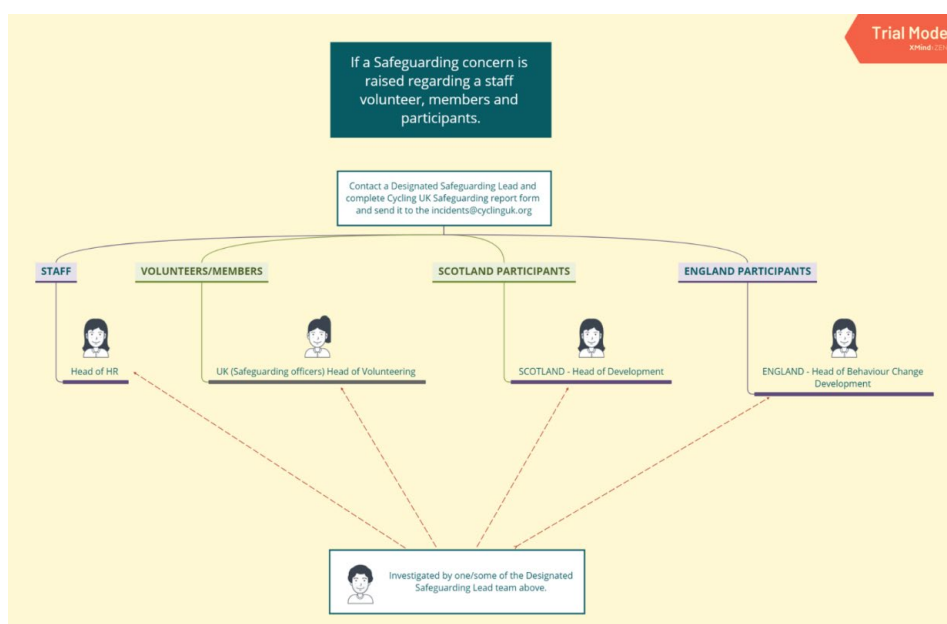 Trial Mode
XMind:ZEN
If a Safeguarding concern is
raised regarding a staff
volunteer, members and
participants.
Contact a Designated Safeguarding Lead and
complete Cycling UK Safeguarding report form
and send it to the incidents@cyclinguk.org
STAFF
VOLUNTEERS/MEMBERS
SCOTLAND PARTICIPANTS
ENGLAND PARTICIPANTS
Head of HR
UK (Safeguarding officers) Head of Volunteering
SCOTLAND - Head of Development
ENGLAND - Head of Behaviour Change
Development
Investigated by one/some of the Designated
Safeguarding Lead team above.